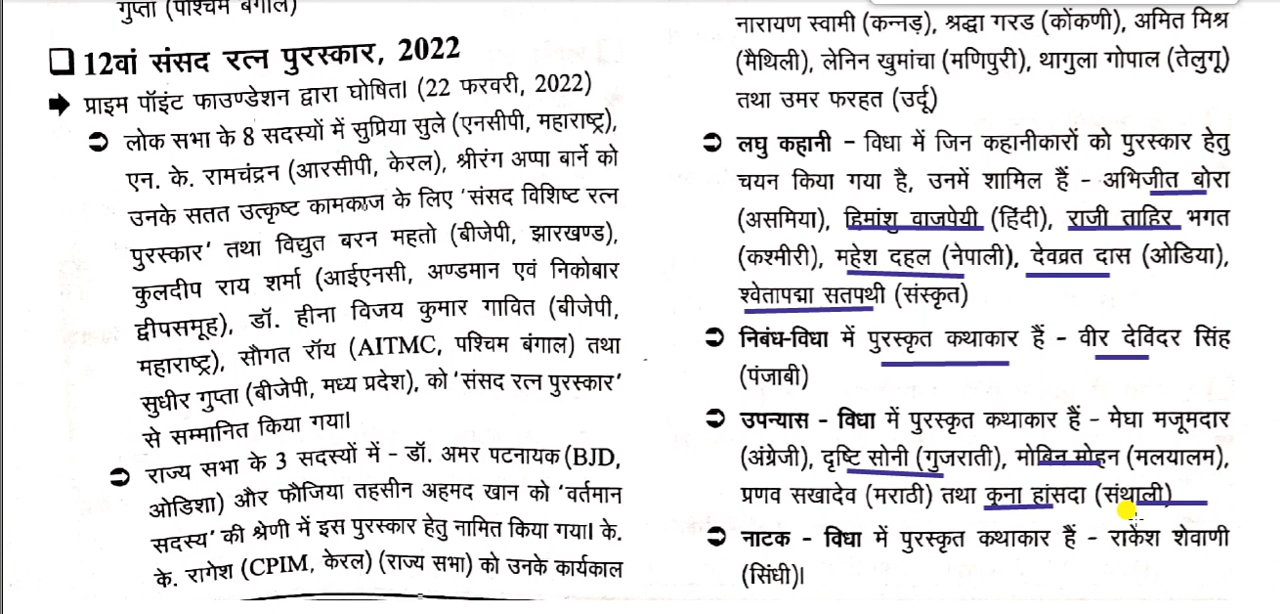 गुप्ता (पश्चिम बंगाल)
12वां संसद रत्न पुरस्कार, 2022
प्राइम पॉइंट फाउण्डेशन द्वारा घोषित। (22 फरवरी, 2022)
लोक सभा के 8 सदस्यों में सुप्रिया सुले (एनसीपी, महाराष्ट्र),
एन. के. रामचंद्रन (आरसीपी, केरल), श्रीरंग अप्पा बार्ने को
उनके सतत उत्कृष्ट कामकाज के लिए 'संसद विशिष्ट रत्न
पुरस्कार' तथा विद्युत बरन महतो (बीजेपी, झारखण्ड),
कुलदीप राय शर्मा (आईएनसी, अण्डमान एवं निकोबार
द्वीपसमूह), डॉ. हीना विजय कुमार गावित (बीजेपी,
महाराष्ट्र), सौगत रॉय (AITMC, पश्चिम बंगाल) तथा
सुधीर गुप्ता (बीजेपी, मध्य प्रदेश), को 'संसद रत्न पुरस्कार'
से सम्मानित किया गया।
राज्य सभा के 3 सदस्यों में - डॉ. अमर पटनायक (BJD,
ओडिशा) और फौजिया तहसीन अहमद खान को 'वर्तमान
सदस्य' की श्रेणी में इस पुरस्कार हेतु नामित किया गया। के.
के. रागेश (CPIM, केरल) (राज्य सभा) को उनके कार्यकाल
नारायण स्वामी (कन्नड़), श्रद्धा गरड (कोंकणी), अमित मिश्र
(मैथिली), लेनिन खुमांचा (मणिपुरी), थागुला गोपाल (तेलुगू)
तथा उमर फरहत (उर्दू)
लघु कहानी - विधा में जिन कहानीकारों को पुरस्कार हेतु
चयन किया गया है, उनमें शामिल हैं - अभिजीत बोरा
(असमिया), हिमांशु वाजपेयी (हिंदी), राजी ताहिर भगत
(कश्मीरी), महेश दहल (नेपाली), देवव्रत दास (ओडिया),
श्वेतापद्मा सतपथी (संस्कृत)
निबंध-विधा में पुरस्कृत कथाकार हैं - वीर देविंदर सिंह
(पंजाबी)
उपन्यास - विधा में पुरस्कृत कथाकार हैं - मेघा मजूमदार
(अंग्रेजी), दृष्टि सोनी (गुजराती), मोबिन मोहन (मलयालम),
प्रणव सखादेव (मराठी) तथा कुना हांसदा (संथाली)
नाटक - विधा में पुरस्कृत कथाकार हैं - राकेश शेवाणी
(सिंधी)।